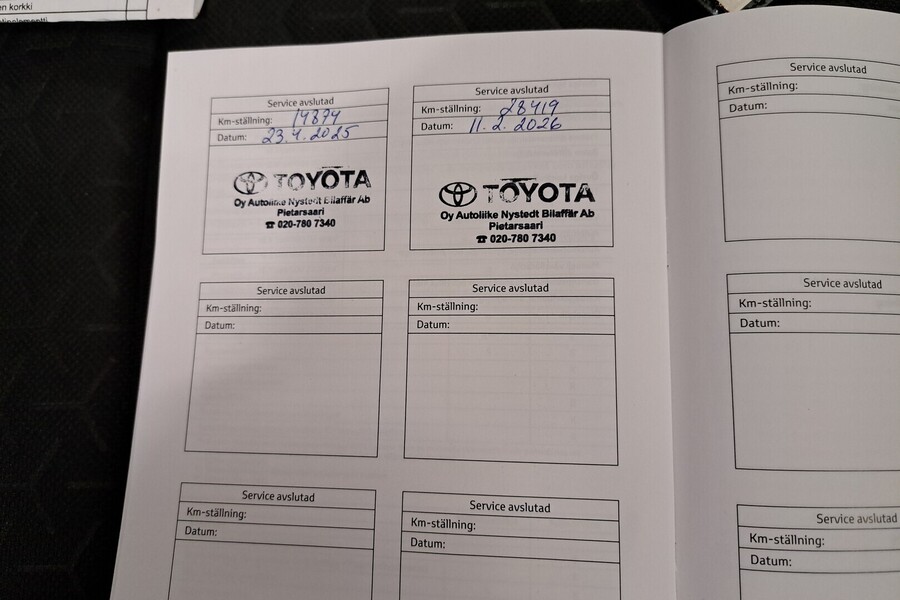 en korkki
Service avslutad
Km-ställning: 14874
Datum: 23.4.2025
TOYOTA
Oy Autoliike Nystedt Bilaffär Ab
Pietarsaari
☎ 020-780 7340
Service avslutad
Km-ställning: 28419
Datum: 11.2.2026
TOYOTA
Oy Autoliike Nystedt Bilaffär Ab
Pietarsaari
☎ 020-780 7340
Service avslutad
Km-ställning:
Datum:
Service avslutad
Km-ställning:
Datum:
Service avslutad
Km-ställning:
Datum:
Service avslutad
Km-ställning:
Datum:
Service avslutad
Km-ställning:
Datum:
Service avslutad
Km-ställning:
Datum:
Service avslutad
Km-ställning:
Datum: